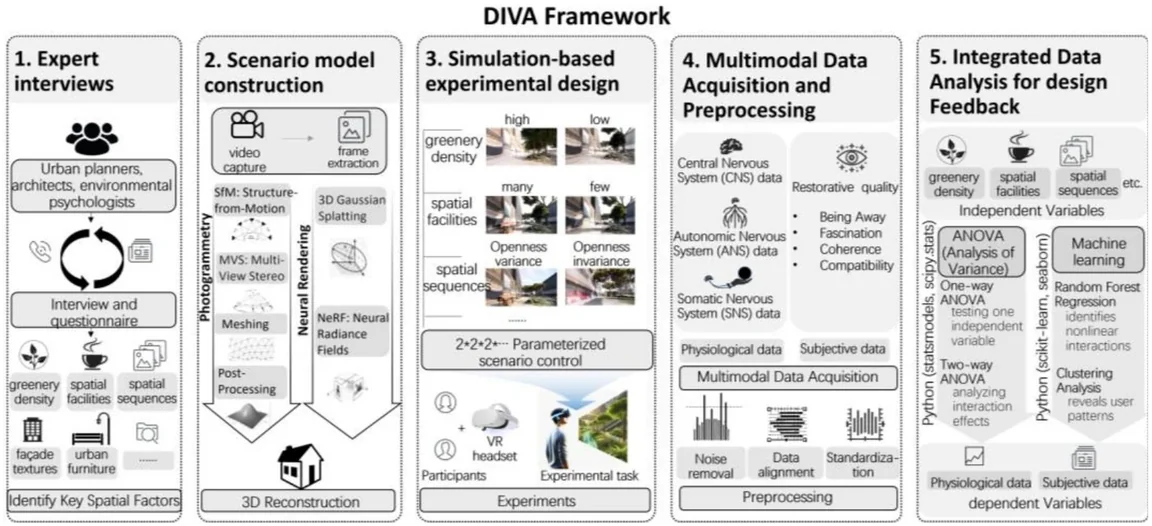 DIVA Framework
1. Expert
interviews
Urban planners,
architects, environmental
psychologists
Interview and
questionnaire
greenery
density
spatial
facilities
spatial
sequences
façade
textures
urban
furniture
......
Identify Key Spatial Factors
2. Scenario model
construction
video
capture
frame
extraction
Photogrammetry
SfM: Structure-
from-Motion
MVS: Multi-
View Stereo
Meshing
Post-
Processing
Neural Rendering
3D Gaussian
Splatting
NeRF: Neural
Radiance
Fields
3D Reconstruction
3. Simulation-based
experimental design
high
low
greenery
density
many
few
spatial
facilities
Openness
variance
Openness
invariance
spatial
sequences
......
2*2*2*··· Parameterized
scenario control
+
VR
headset
Participants
Experimental task
Experiments
4. Multimodal Data
Acquisition and
Preprocessing
Central Nervous
System (CNS) data
Autonomic Nervous
System (ANS) data
Somatic Nervous
System (SNS) data
Physiological data
Restorative quality
• Being Away
• Fascination
• Coherence
• Compatibility
Subjective data
Multimodal Data Acquisition
Noise
removal
Data
alignment
Standardiza-
tion
Preprocessing
5. Integrated Data
Analysis for design
Feedback
greenery
density
spatial
facilities
spatial
sequences
etc.
Independent Variables
Python (statsmodels, scipy.stats)
ANOVA
(Analysis of
Variance)
One-way
ANOVA
testing one
independent
variable
Two-way
ANOVA
analyzing
interaction
effects
Python (scikit-learn, seaborn)
Machine
learning
Random Forest
Regression
identifies
nonlinear
interactions
Clustering
Analysis
reveals user
patterns
Physiological data
Subjective data
dependent Variables